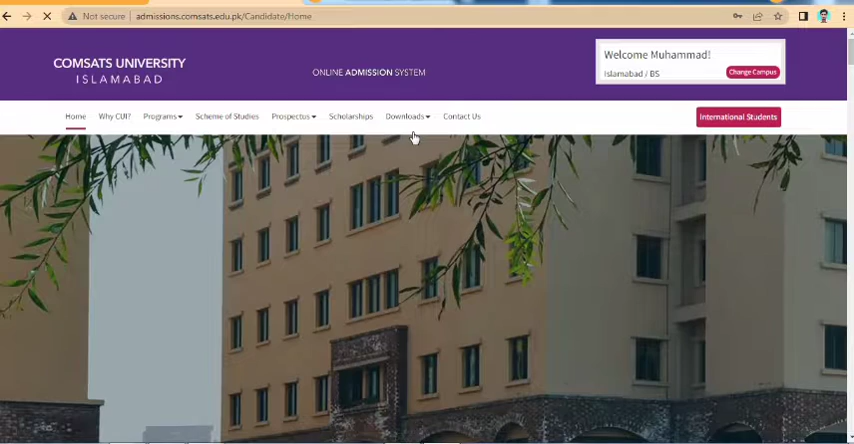 Not secure admissions.comsats.edu.pk/Candidate/Home
COMSATS UNIVERSITY
ISLAMABAD
ONLINE ADMISSION SYSTEM
Welcome Muhammad!
Islamabad / BS
Change Campus
Home Why CUI? Programs Scheme of Studies Prospectus Scholarships Downloads Contact Us
International Students